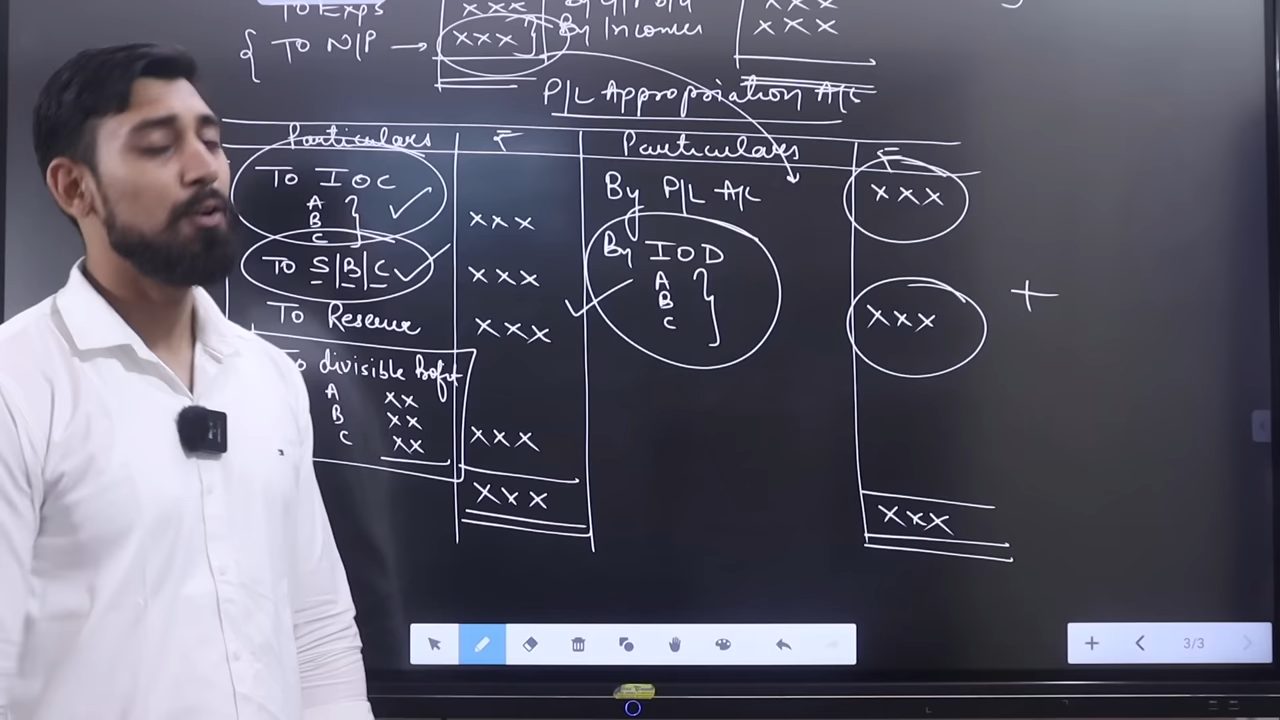 To Exps xxx xxx
{ To N/P → xxx } By Incomes xxx
P/L Appropriation A/c
Particulars ₹ Particulars ₹
To IOC By P/L A/c xxx
A
B
C } xxx
By IOD
A
B
C } xxx
+
To S|B|C xxx
To Reserve xxx
To divisible Profit
A xx
B xx
C xx
xxx
xxx xxx
3/3